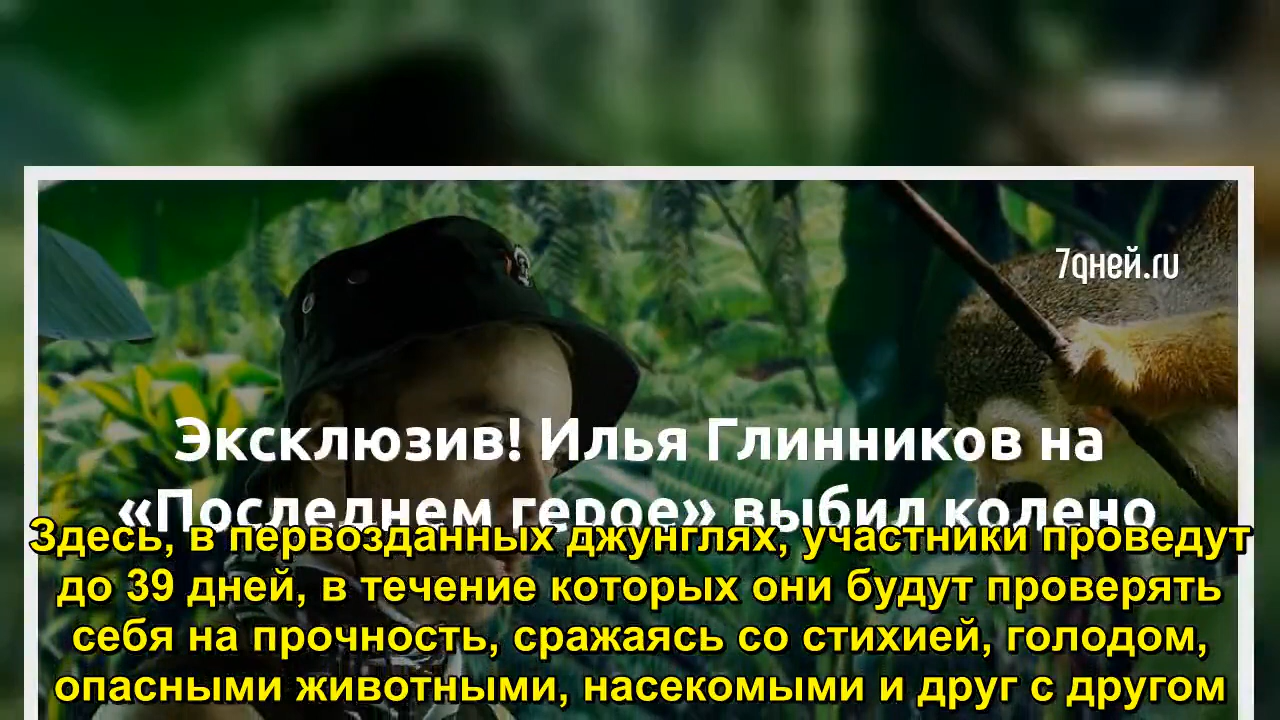 7дней.ru
Эксклюзив! Илья Глинников на
«Последнем герое» выбил колено
Здесь, в первозданных джунглях, участники проведут
до 39 дней, в течение которых они будут проверять
себя на прочность, сражаясь со стихией, голодом,
опасными животными, насекомыми и друг с другом